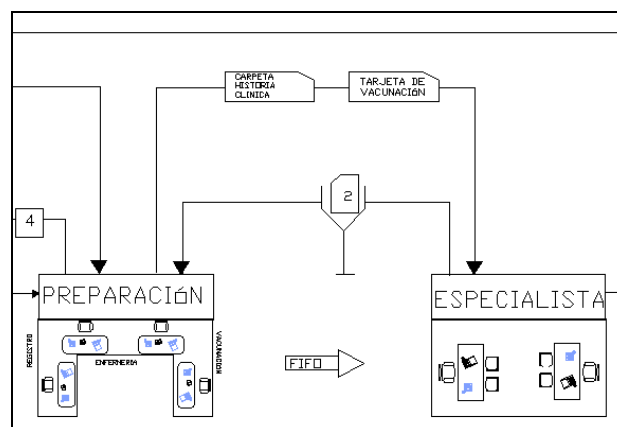 CARPETA
HISTORIA
CLINICA
TARJETA DE
VACUNACIÓN
2
4
PREPARACIÓN
ESPECIALISTA
REGISTRO
ENFERMERIA
VACUNACION
FIFO